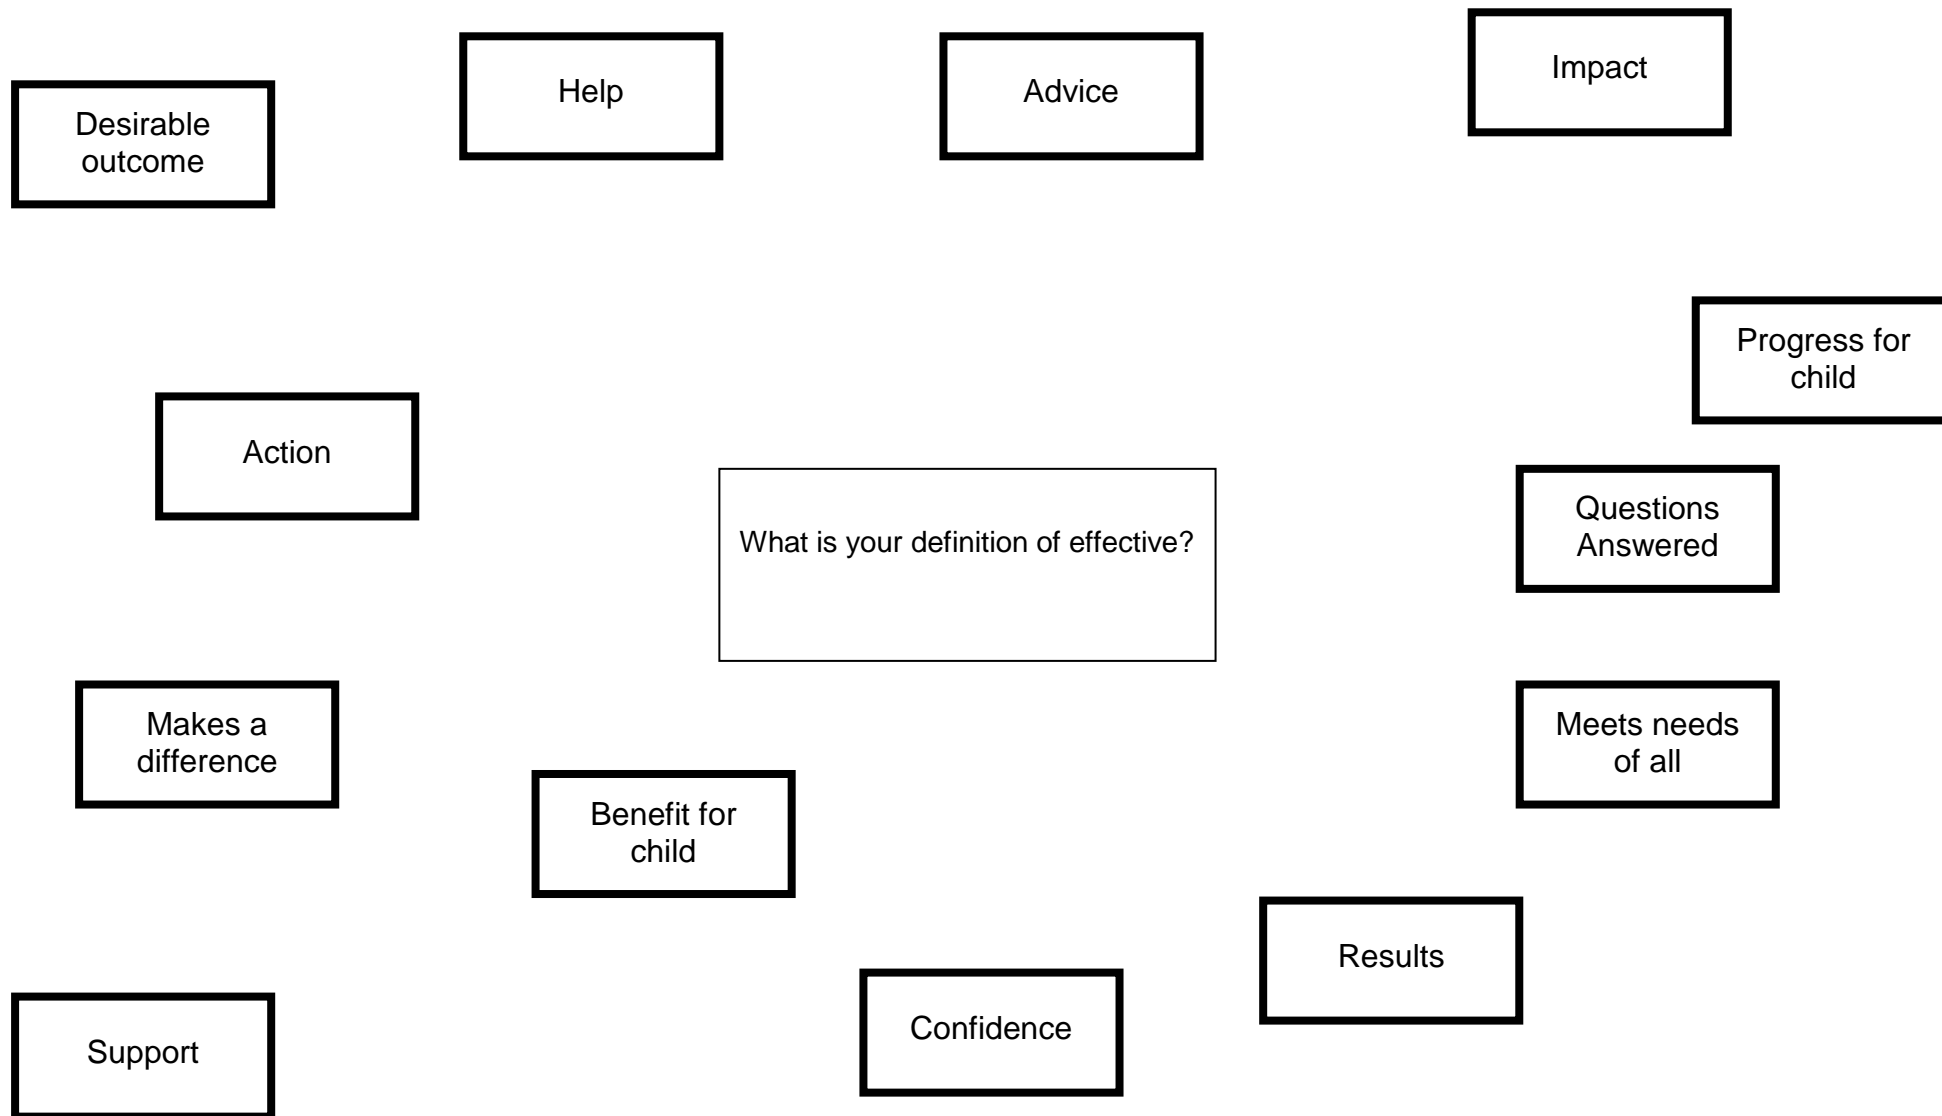 Impact
Help
Advice
Desirable
outcome
Progress for
child
Action
Questions
Answered
What is your definition of effective?
Makes a
difference
Meets needs
of all
Benefit for
child
Results
Confidence
Support